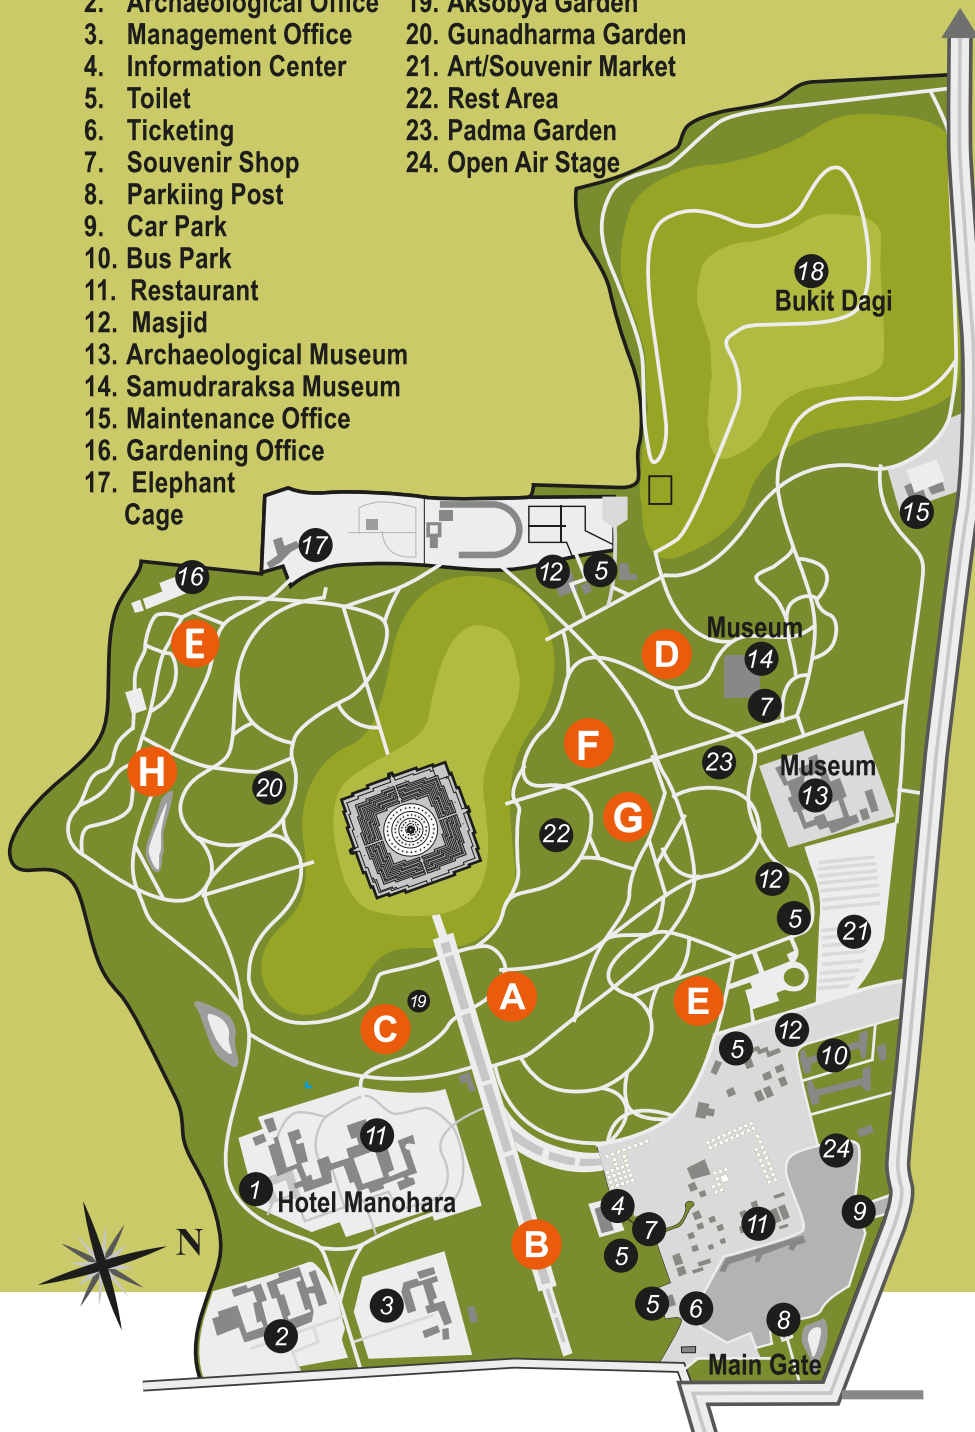 2. Archaeological Office
3. Management Office
4. Information Center
5. Toilet
6. Ticketing
7. Souvenir Shop
8. Parkiing Post
9. Car Park
10. Bus Park
11. Restaurant
12. Masjid
13. Archaeological Museum
14. Samudraraksa Museum
15. Maintenance Office
16. Gardening Office
17. Elephant
Cage
19. Aksobya Garden
20. Gunadharma Garden
21. Art/Souvenir Market
22. Rest Area
23. Padma Garden
24. Open Air Stage
18
Bukit Dagi
15
17
12
5
16
E
Museum
D
14
7
F
23
H
20
Museum
13
G
22
12
5
21
A
E
19
C
12
5
10
11
24
1
Hotel Manohara
4
7
11
9
B
5
N
3
5
6
8
2
Main Gate